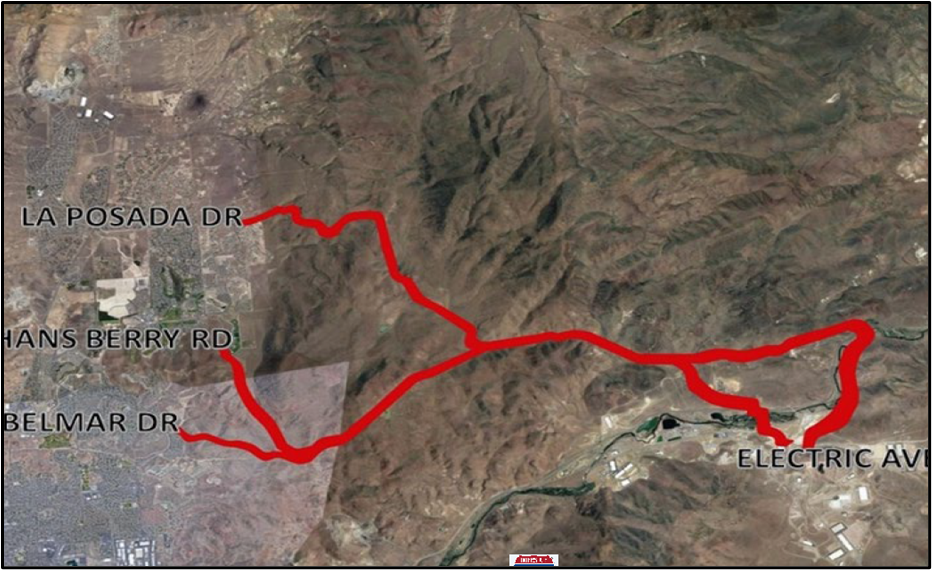 LA POSADA DR
HANS BERRY RD
BELMAR DR
ELECTRIC AVE